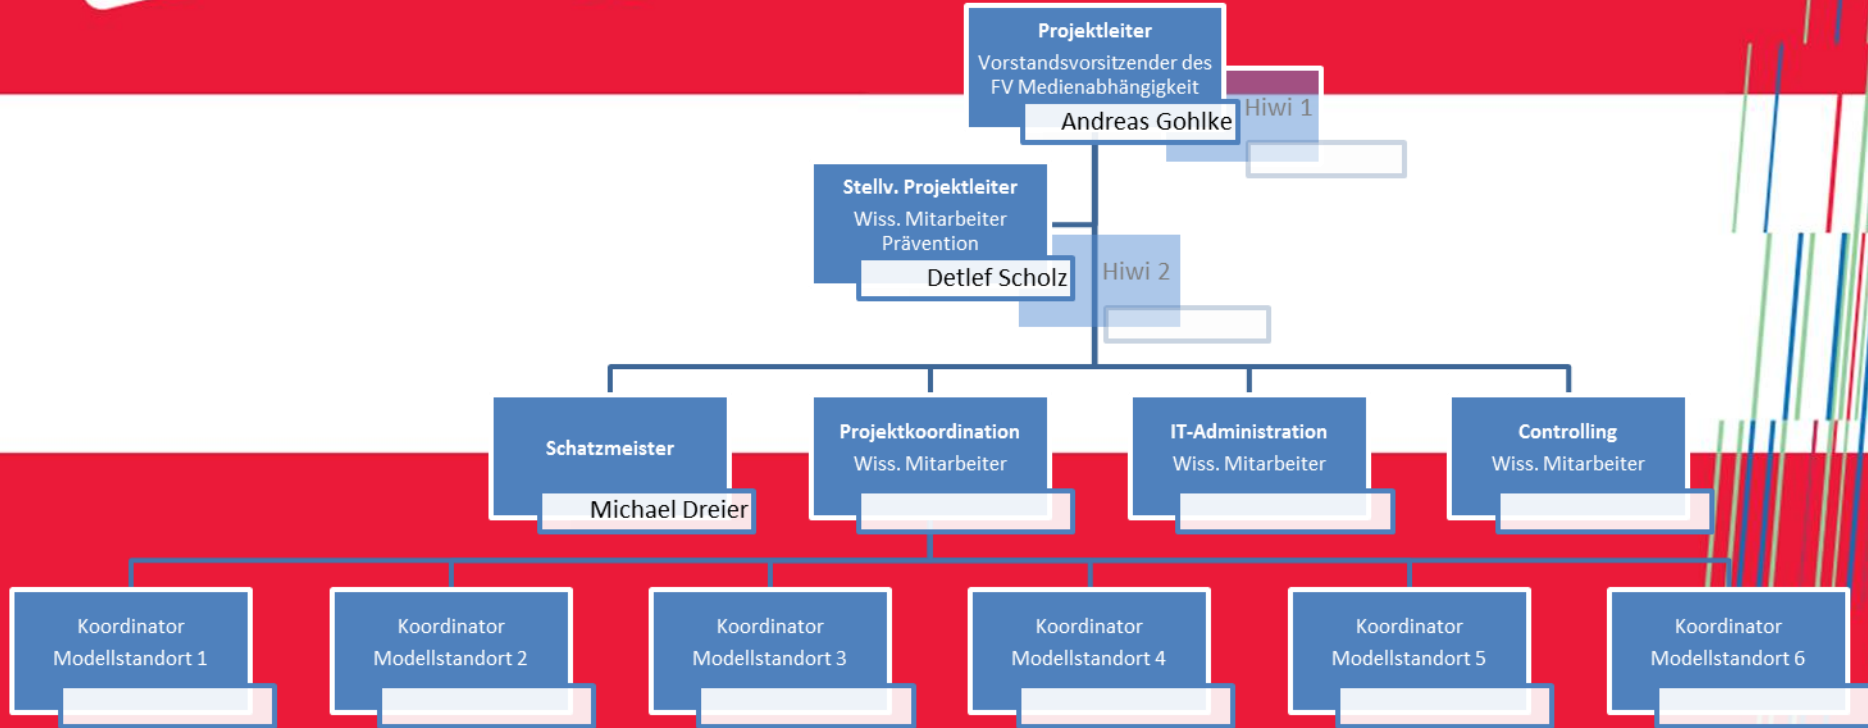 Projektleiter
Vorstandsvorsitzender des
FV Medienabhängigkeit
Andreas Gohlke
Hiwi 1
Stellv. Projektleiter
Wiss. Mitarbeiter
Prävention
Detlef Scholz
Hiwi 2
Schatzmeister
Michael Dreier
Projektkoordination
Wiss. Mitarbeiter
IT-Administration
Wiss. Mitarbeiter
Controlling
Wiss. Mitarbeiter
Koordinator
Modellstandort 1
Koordinator
Modellstandort 2
Koordinator
Modellstandort 3
Koordinator
Modellstandort 4
Koordinator
Modellstandort 5
Koordinator
Modellstandort 6